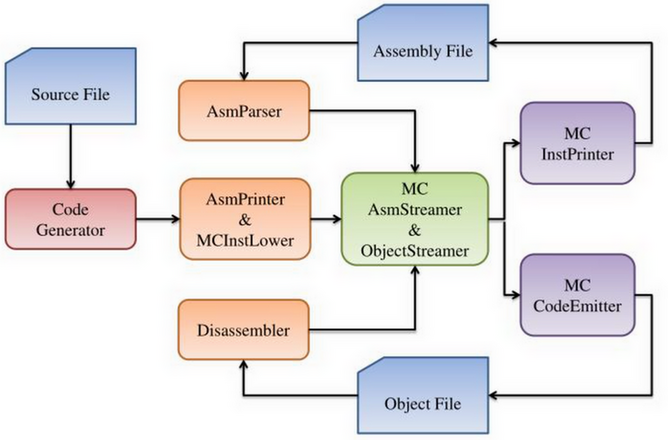 Assembly File
Source File
AsmParser
MC
InstPrinter
Code
Generator
AsmPrinter
&
MCInstLower
MC
AsmStreamer
&
ObjectStreamer
MC
CodeEmitter
Disassembler
Object File